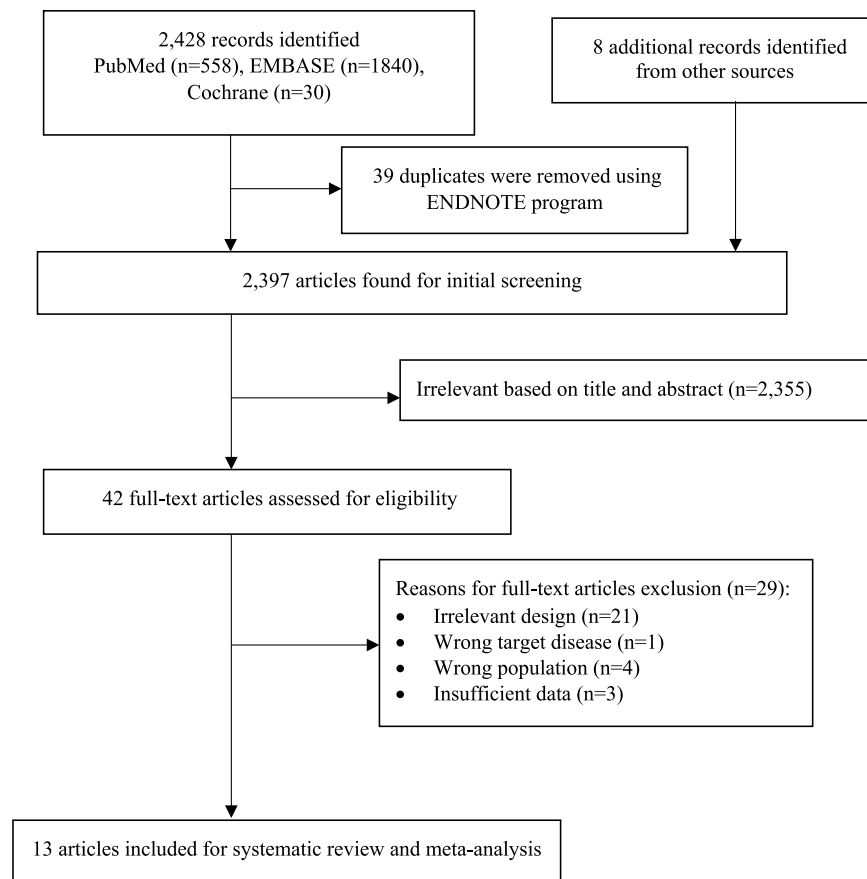 2,428 records identified
PubMed (n=558), EMBASE (n=1840),
Cochrane (n=30)
8 additional records identified
from other sources
39 duplicates were removed using
ENDNOTE program
2,397 articles found for initial screening
Irrelevant based on title and abstract (n=2,355)
42 full-text articles assessed for eligibility
Reasons for full-text articles exclusion (n=29):
• Irrelevant design (n=21)
• Wrong target disease (n=1)
• Wrong population (n=4)
• Insufficient data (n=3)
13 articles included for systematic review and meta-analysis